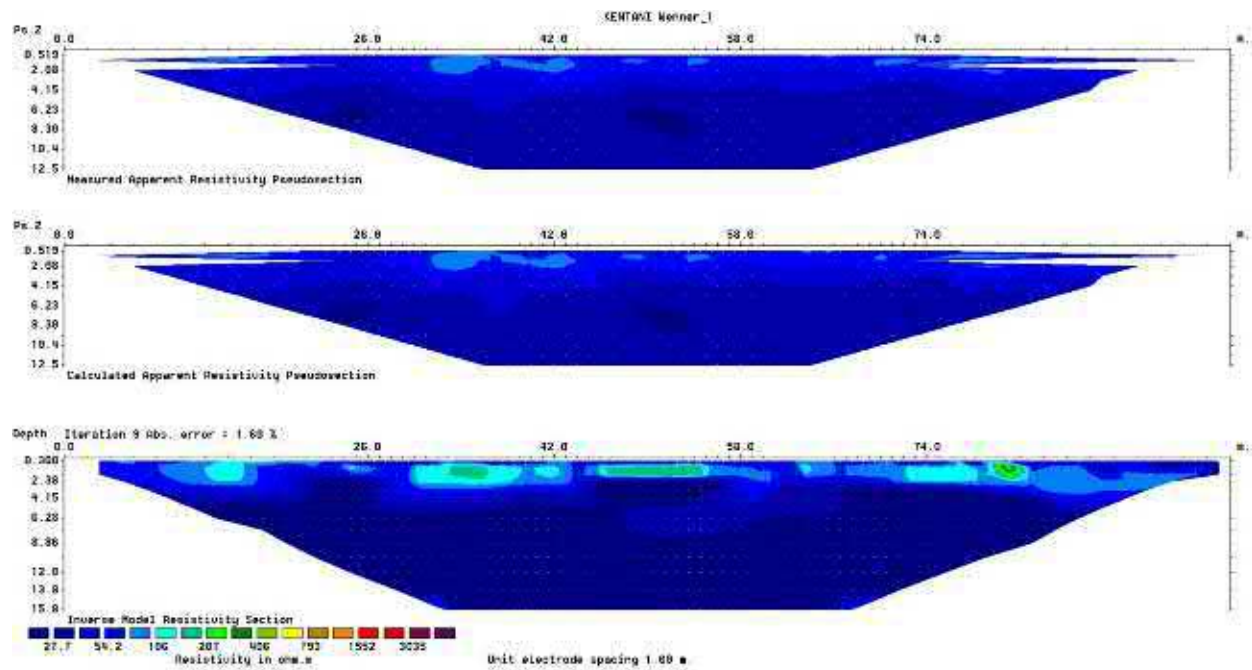 KENTANI Wenner_1
Ps.Z 0.0 26.0 42.0 58.0 74.0 m.
0.519
2.08
4.15
6.23
8.30
10.4
12.5
Measured Apparent Resistivity Pseudosection
Ps.Z 0.0 26.0 42.0 58.0 74.0 m.
0.519
2.08
4.15
6.23
8.30
10.4
12.5
Calculated Apparent Resistivity Pseudosection
Depth Iteration 9 Abs. error = 1.60 %
0.0 26.0 42.0 58.0 74.0 m.
0.300
2.38
4.15
6.28
8.86
12.0
13.8
15.8
Inverse Model Resistivity Section
27.7 54.2 106 207 406 793 1552 3035
Resistivity in ohm.m Unit electrode spacing 1.00 m.